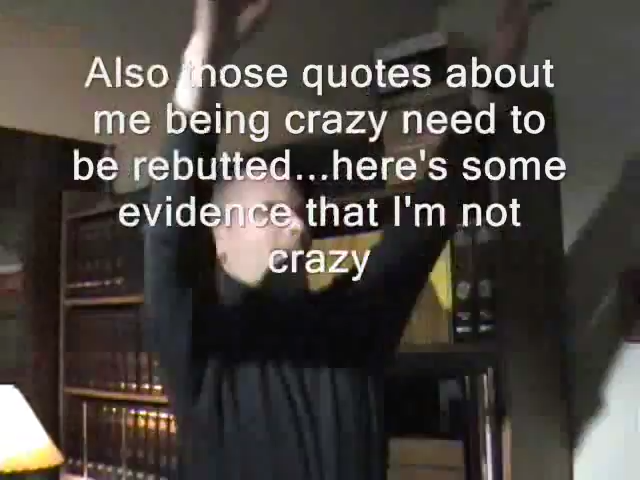 Also those quotes about
me being crazy need to
be rebutted...here's some
evidence that I'm not
crazy